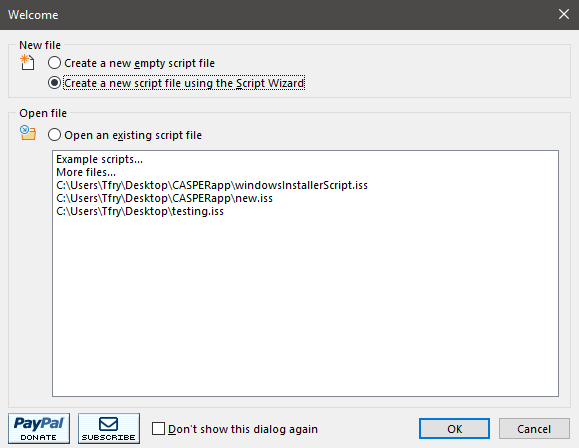 Welcome
New file
Create a new empty script file
Create a new script file using the Script Wizard
Open file
Open an existing script file
Example scripts...
More files...
C:\Users\Tfry\Desktop\CASPERapp\windowsInstallerScript.iss
C:\Users\Tfry\Desktop\CASPERapp\new.iss
C:\Users\Tfry\Desktop\testing.iss
PayPal
DONATE
SUBSCRIBE
Don't show this dialog again
OK
Cancel